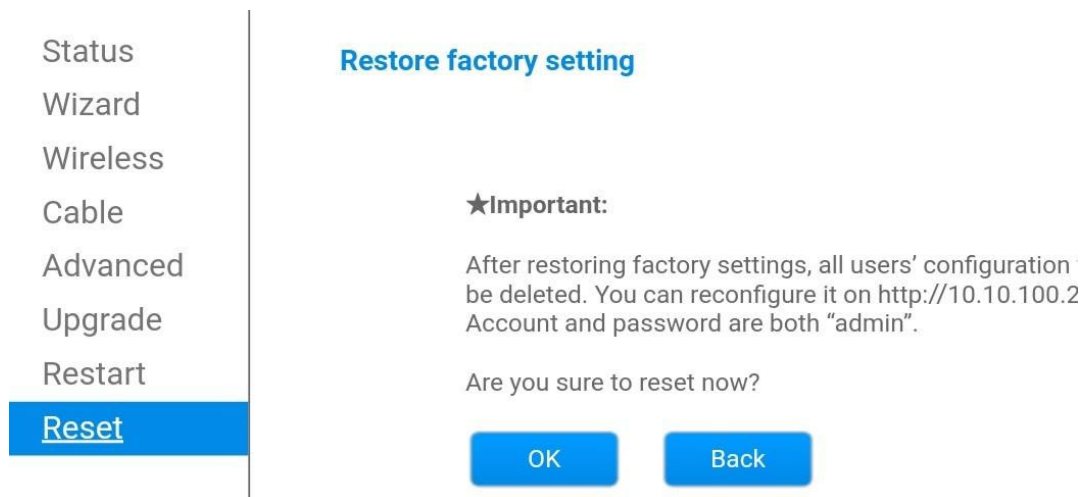 Status
Wizard
Wireless
Cable
Advanced
Upgrade
Restart
Reset
Restore factory setting
★Important:
After restoring factory settings, all users’ configuration
be deleted. You can reconfigure it on http://10.10.100.2
Account and password are both “admin”.
Are you sure to reset now?
OK
Back